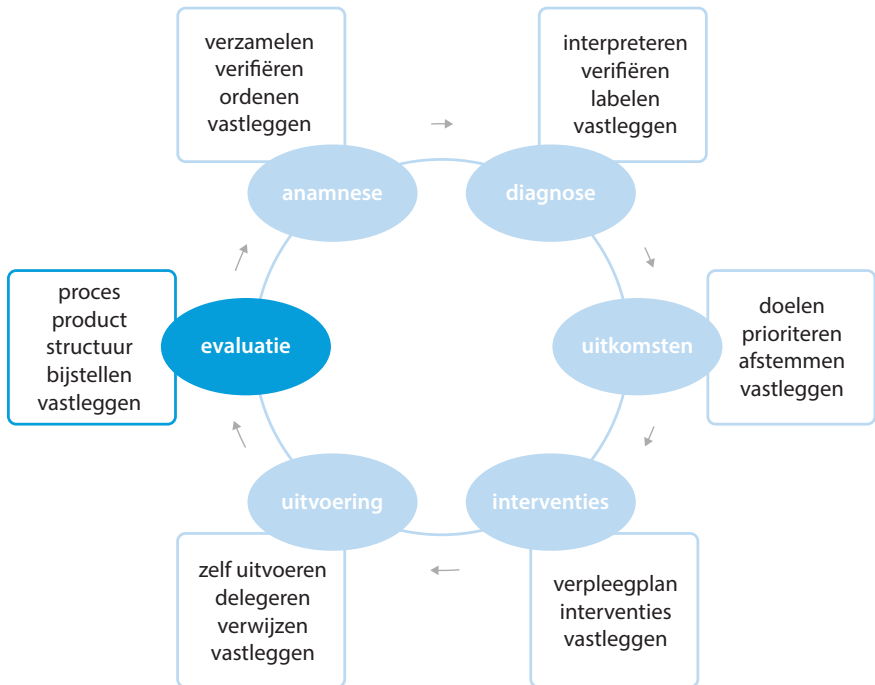 verzamelen
verifiëren
ordenen
vastleggen
anamnese
interpreteren
verifiëren
labelen
vastleggen
diagnose
doelen
prioriteren
afstemmen
vastleggen
uitkomsten
verpleegplan
interventies
vastleggen
interventies
zelf uitvoeren
delegeren
verwijzen
vastleggen
uitvoering
proces
product
structuur
bijstellen
vastleggen
evaluatie